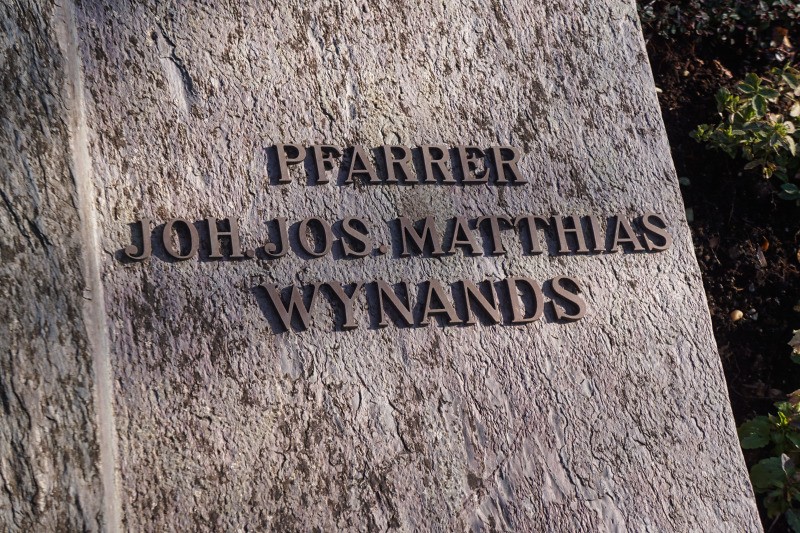 PFARRER
JOH. JOS. MATTHIAS
WYNANDS